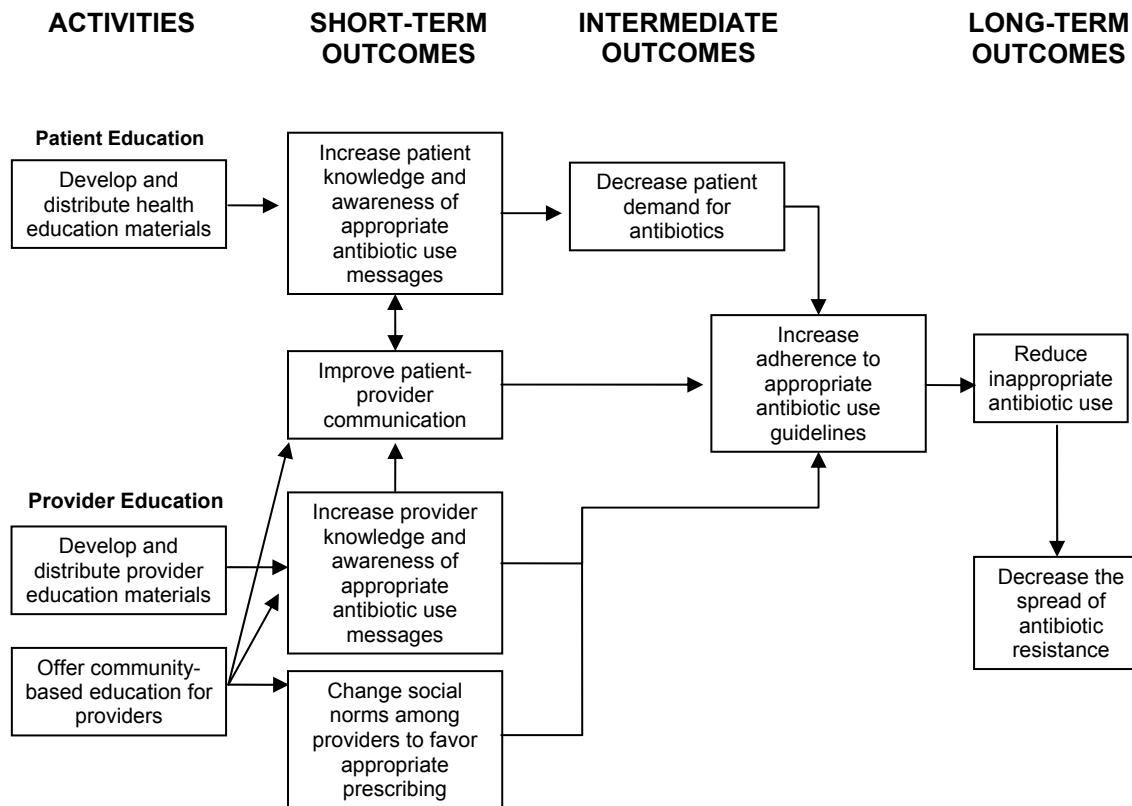 ACTIVITIES
SHORT-TERM
OUTCOMES
INTERMEDIATE
OUTCOMES
LONG-TERM
OUTCOMES
Patient Education
Develop and
distribute health
education materials
Increase patient
knowledge and
awareness of
appropriate
antibiotic use
messages
Decrease patient
demand for
antibiotics
Improve patient-
provider
communication
Increase
adherence to
appropriate
antibiotic use
guidelines
Reduce
inappropriate
antibiotic use
Provider Education
Develop and
distribute provider
education materials
Increase provider
knowledge and
awareness of
appropriate
antibiotic use
messages
Decrease the
spread of
antibiotic
resistance
Offer community-
based education for
providers
Change social
norms among
providers to favor
appropriate
prescribing